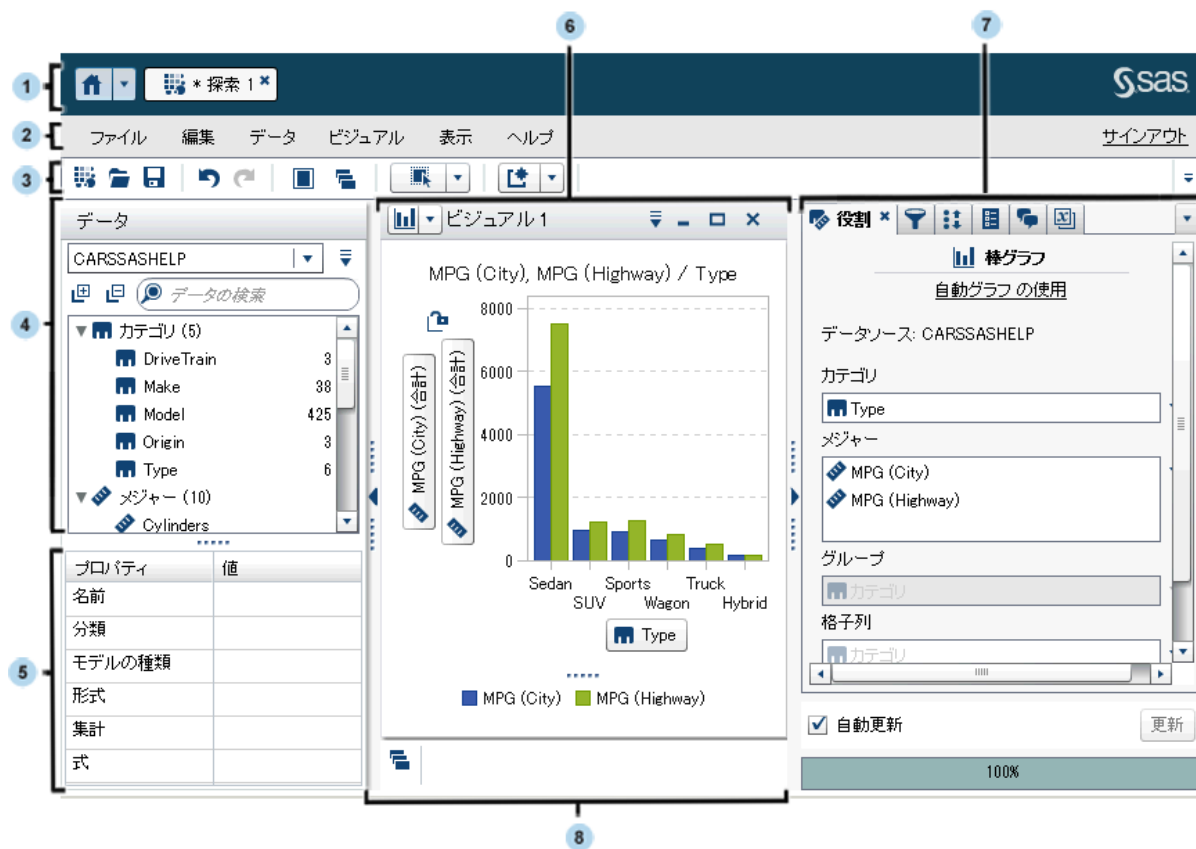 6
7
1
* 探索 1
sas
2
ファイル 編集 データ ビジュアル 表示 ヘルプ
サインアウト
3
4
データ
CARSSASHELP
データの検索
カテゴリ (5)
DriveTrain 3
Make 38
Model 425
Origin 3
Type 6
メジャー (10)
Cylinders
5
プロパティ 値
名前
分類
モデルの種類
形式
集計
式
ビジュアル 1
MPG (City), MPG (Highway) / Type
MPG (City) (合計)
MPG (Highway) (合計)
8000
6000
4000
2000
0
Sedan Sports Truck
SUV Wagon Hybrid
Type
MPG (City) MPG (Highway)
8
役割
棒グラフ
自動グラフ の使用
データソース: CARSSASHELP
カテゴリ
Type
メジャー
MPG (City)
MPG (Highway)
グループ
カテゴリ
格子列
カテゴリ
自動更新
更新
100%